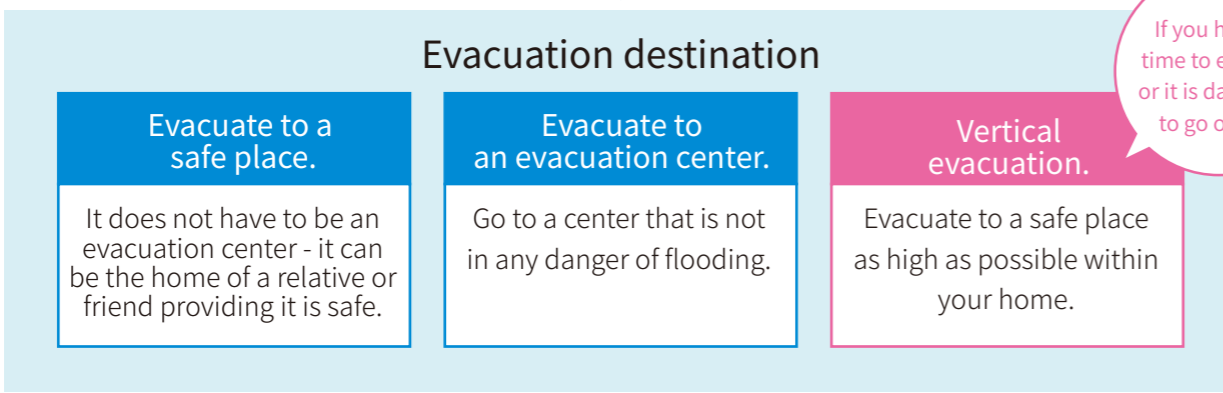 Evacuation destination
Evacuate to a
safe place.
It does not have to be an
evacuation center - it can
be the home of a relative or
friend providing it is safe.
Evacuate to
an evacuation center.
Go to a center that is not
in any danger of flooding.
Vertical
evacuation.
Evacuate to a safe place
as high as possible within
your home.
If you
time to
or it is
to go